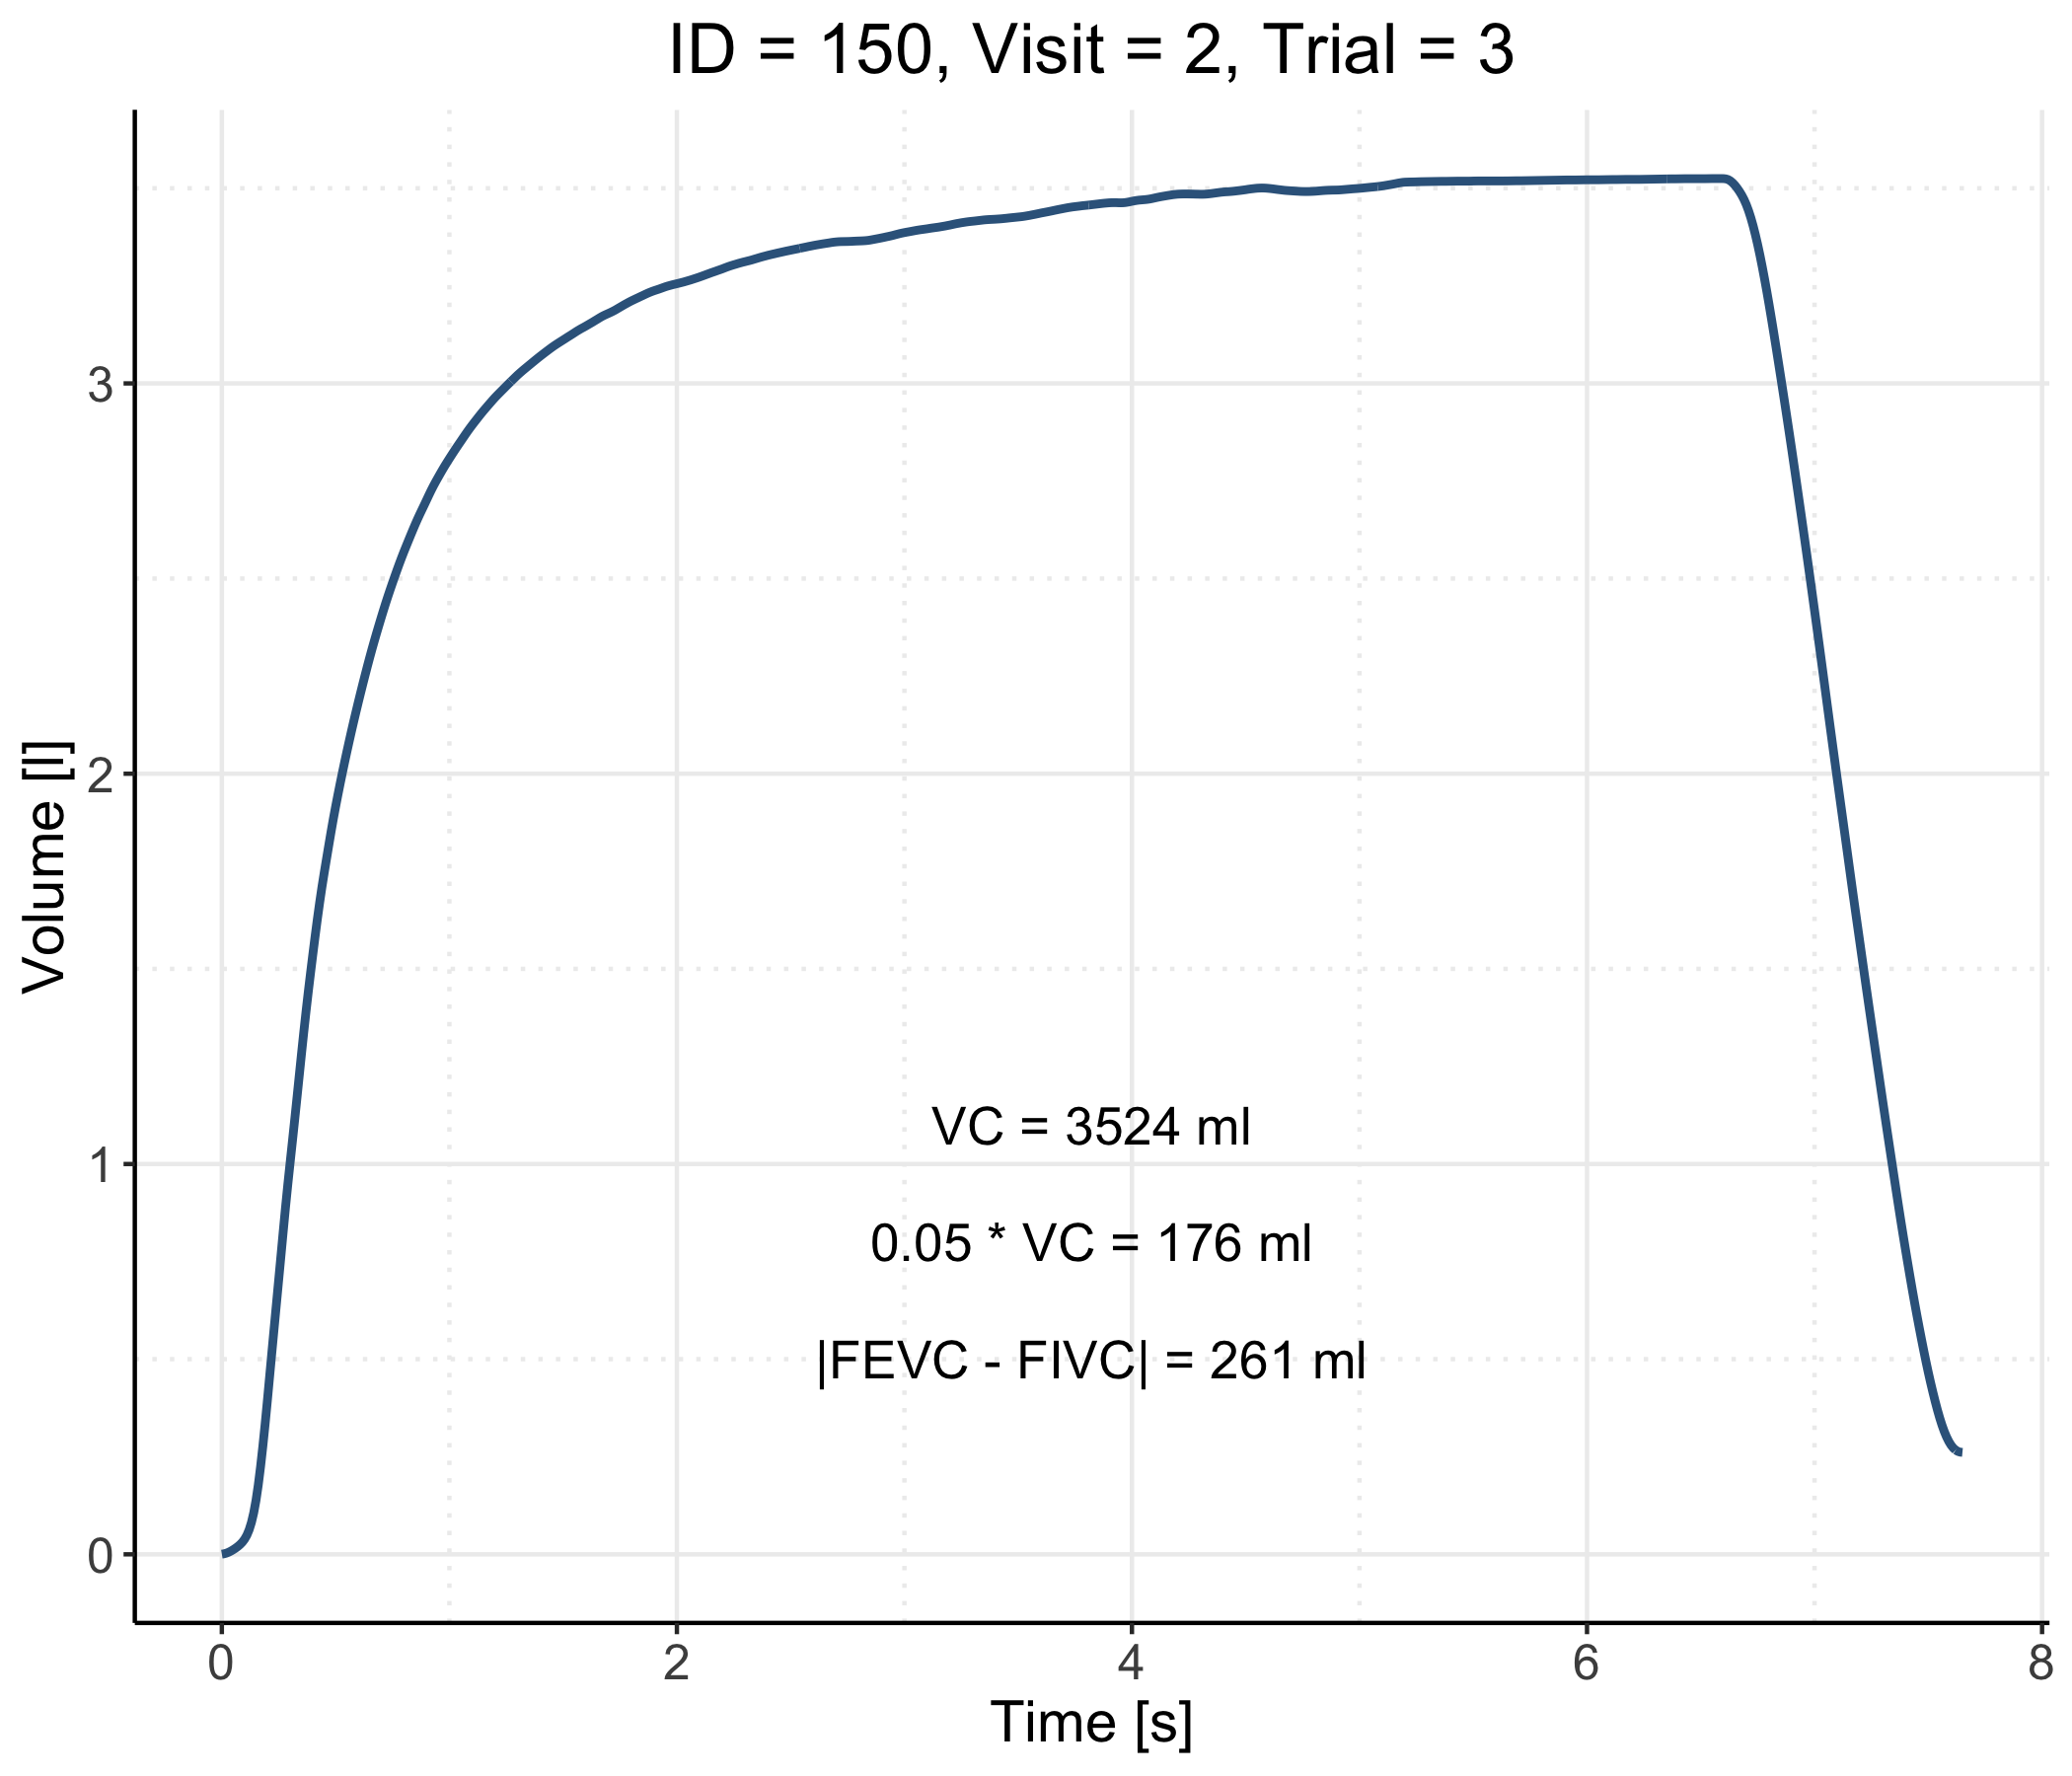 ID = 150, Visit = 2, Trial = 3
Volume [l]
3
2
1
0
VC = 3524 ml
0.05 * VC = 176 ml
|FEVC - FIVC| = 261 ml
0 2 4 6 8
Time [s]